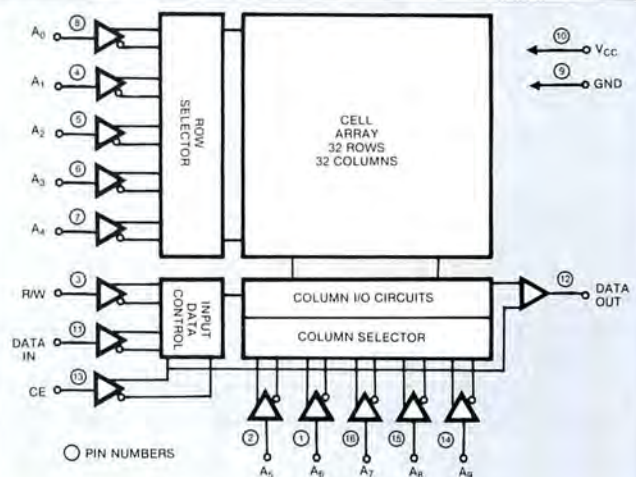 A0 ⑧
A1 ④
A2 ⑤
A3 ⑥
A4 ⑦
ROW
SELECTOR
CELL
ARRAY
32 ROWS
32 COLUMNS
⑩ VCC
⑨ GND
R/W ③
DATA
IN ⑪
CE ⑬
INPUT
DATA
CONTROL
COLUMN I/O CIRCUITS
COLUMN SELECTOR
⑫ DATA
OUT
② ① ⑯ ⑮ ⑭
○ PIN NUMBERS
A5 A6 A7 A8 A9